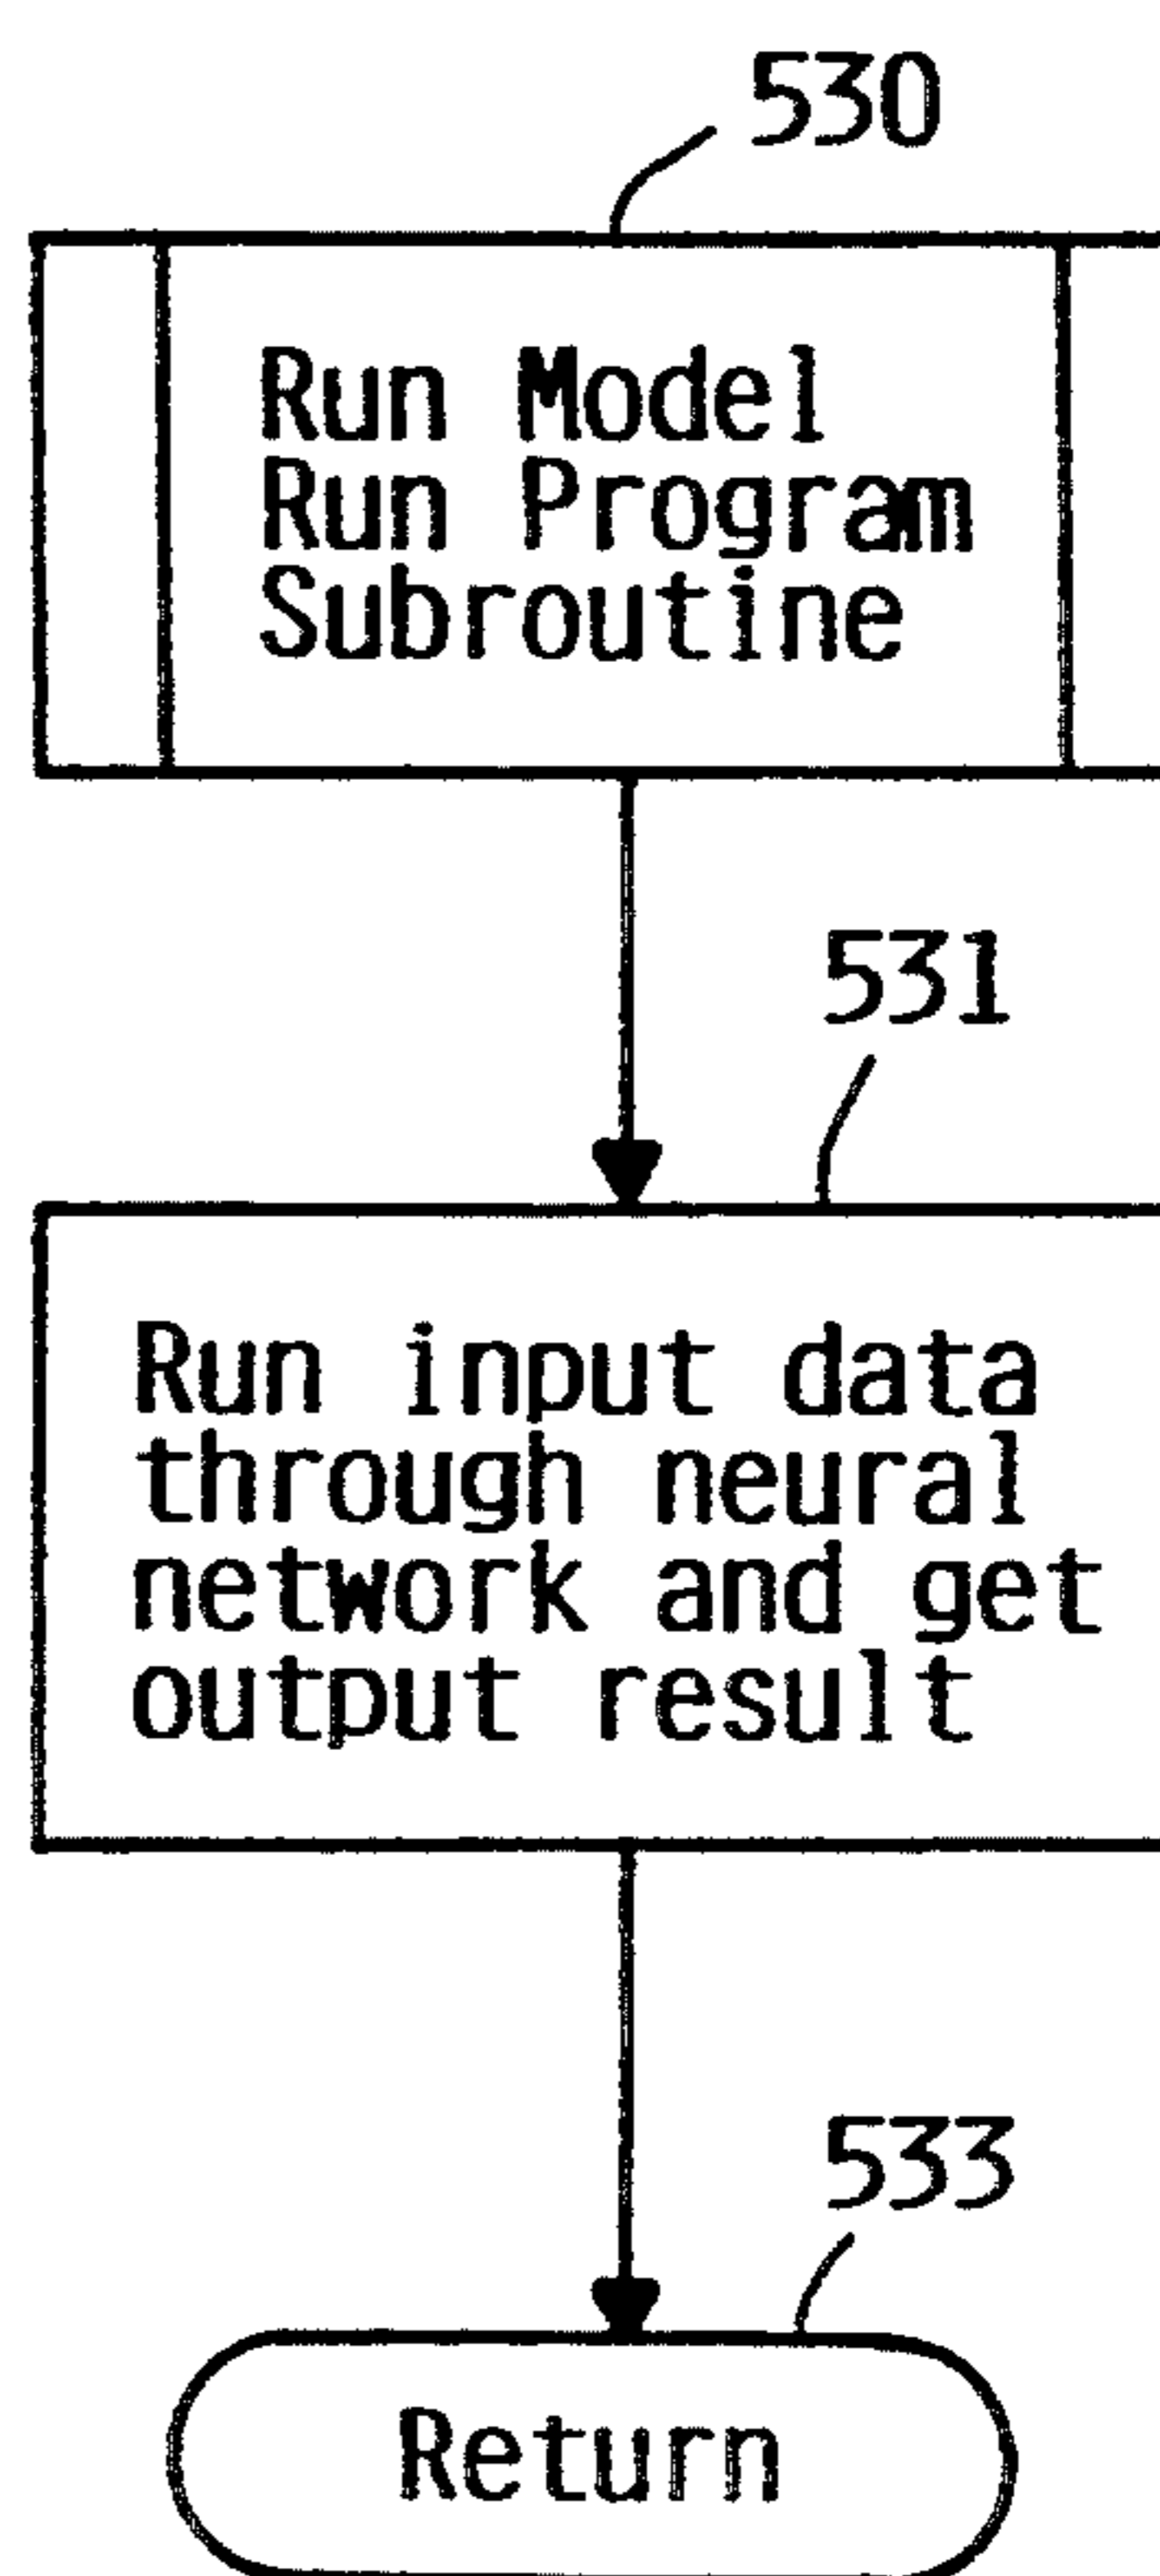 530
Run Model
Run Program
Subroutine
531
Run input data
through neural
network and get
output result
533
Return